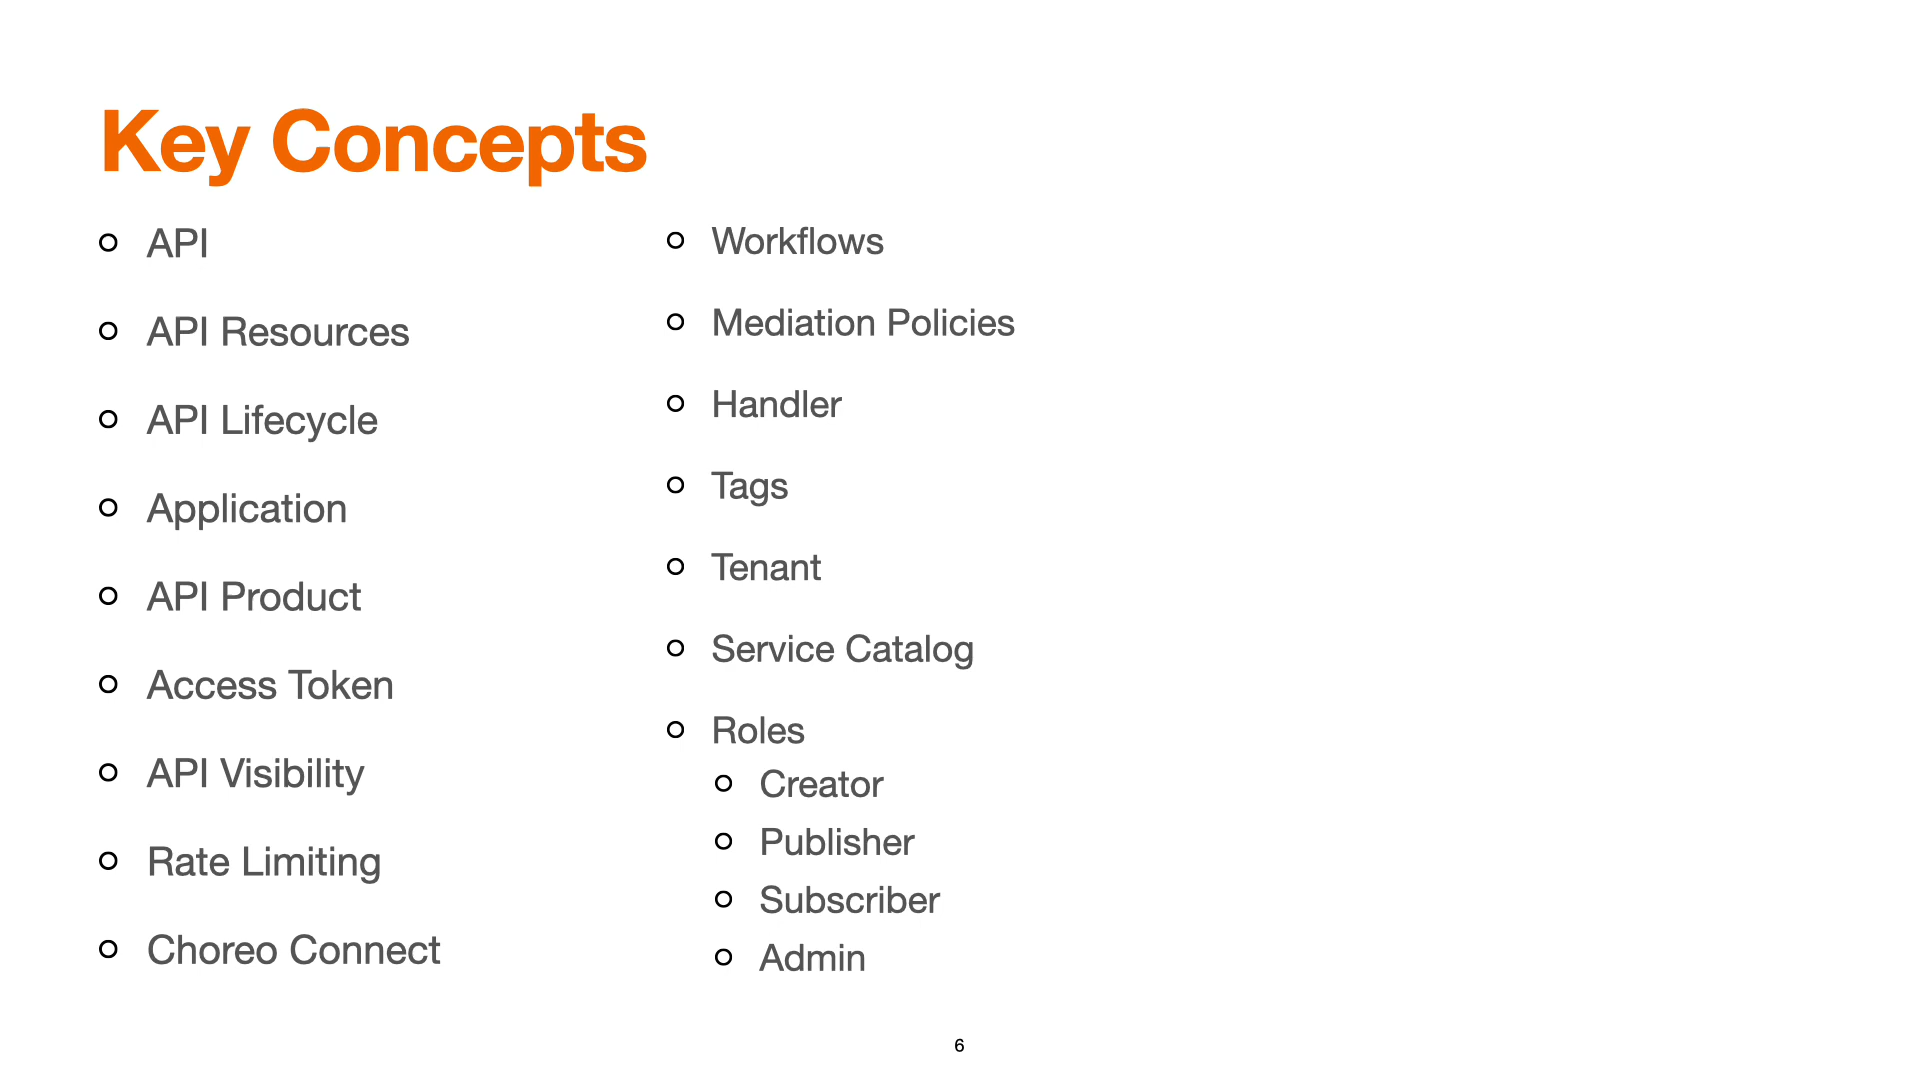 Key Concepts
API
API Resources
API Lifecycle
Application
API Product
Access Token
API Visibility
Rate Limiting
Choreo Connect
Workflows
Mediation Policies
Handler
Tags
Tenant
Service Catalog
Roles
Creator
Publisher
Subscriber
Admin
6